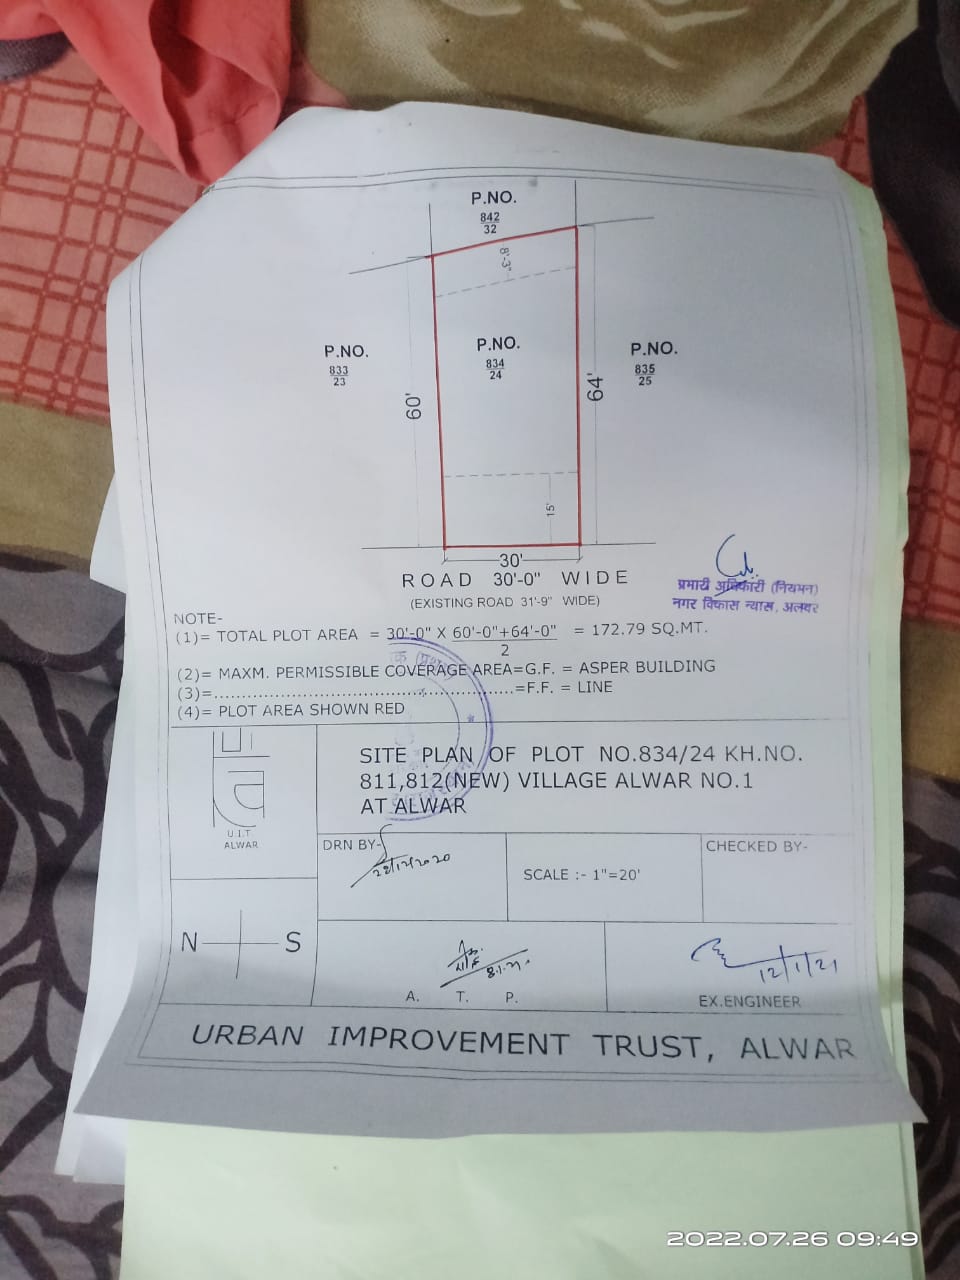 P.NO.
842
32
8'-3"
P.NO.
833
23
P.NO.
834
24
P.NO.
835
25
60'
64'
15'
30'
ROAD 30'-0" WIDE
(EXISTING ROAD 31'-9" WIDE)
प्रभारी अधिकारी (नियमन)
नगर विकास न्यास, अलवर
NOTE-
(1)= TOTAL PLOT AREA = 30'-0" X 60'-0"+64'-0" = 172.79 SQ.MT.
2
(2)= MAXM. PERMISSIBLE COVERAGE AREA=G.F. = ASPER BUILDING
(3)=..................................................=F.F. = LINE
(4)= PLOT AREA SHOWN RED
SITE PLAN OF PLOT NO.834/24 KH.NO.
811,812(NEW) VILLAGE ALWAR NO.1
AT ALWAR
U.I.T.
ALWAR
DRN BY-
SCALE :- 1"=20'
CHECKED BY-
N S
A. T. P.
12/1/21
EX.ENGINEER
URBAN IMPROVEMENT TRUST, ALWAR
2022.07.26 09:49